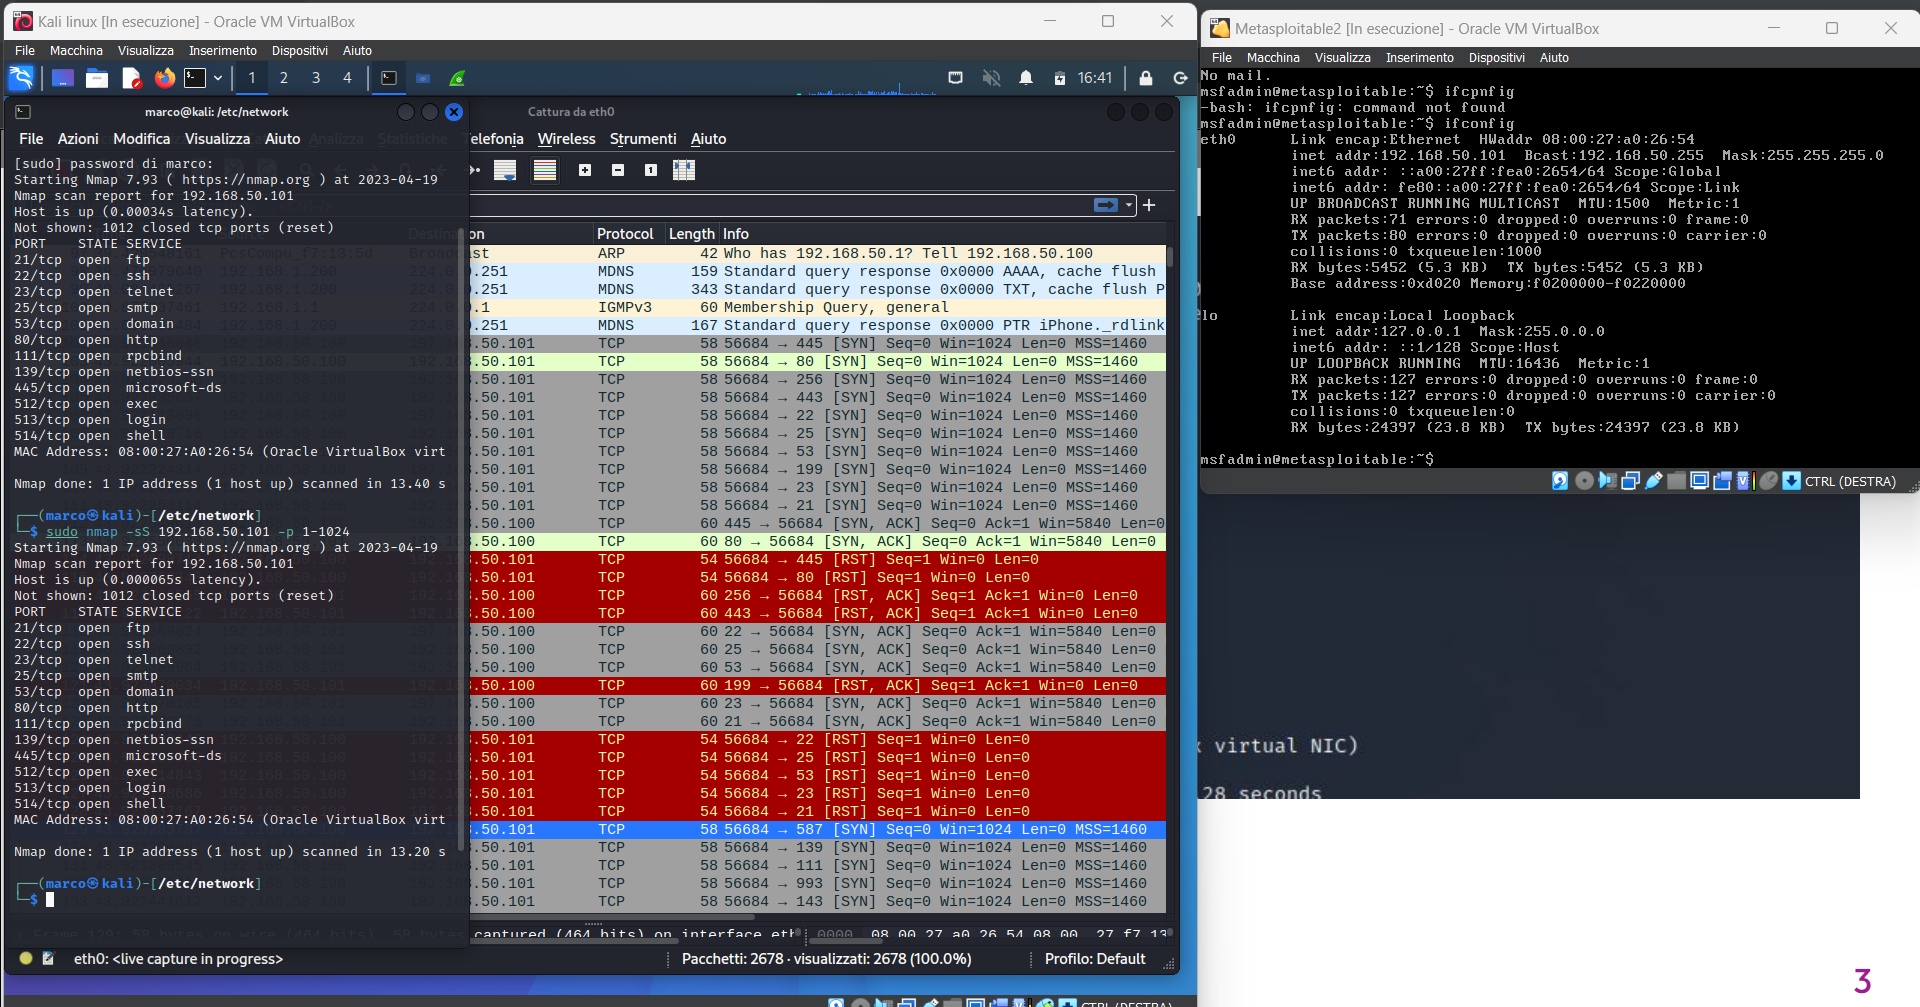 Kali linux [In esecuzione] - Oracle VM VirtualBox
File Macchina Visualizza Inserimento Dispositivi Aiuto
1 2 3 4
16:41
marco@kali: /etc/network
File Azioni Modifica Visualizza Aiuto
[sudo] password di marco:
Starting Nmap 7.93 ( https://nmap.org ) at 2023-04-19
Nmap scan report for 192.168.50.101
Host is up (0.00034s latency).
Not shown: 1012 closed tcp ports (reset)
PORT STATE SERVICE
21/tcp open ftp
22/tcp open ssh
23/tcp open telnet
25/tcp open smtp
53/tcp open domain
80/tcp open http
111/tcp open rpcbind
139/tcp open netbios-ssn
445/tcp open microsoft-ds
512/tcp open exec
513/tcp open login
514/tcp open shell
MAC Address: 08:00:27:A0:26:54 (Oracle VirtualBox virt
Nmap done: 1 IP address (1 host up) scanned in 13.40 s
(marco㉿kali)-[/etc/network]
$ sudo nmap -sS 192.168.50.101 -p 1-1024
Starting Nmap 7.93 ( https://nmap.org ) at 2023-04-19
Nmap scan report for 192.168.50.101
Host is up (0.000065s latency).
Not shown: 1012 closed tcp ports (reset)
PORT STATE SERVICE
21/tcp open ftp
22/tcp open ssh
23/tcp open telnet
25/tcp open smtp
53/tcp open domain
80/tcp open http
111/tcp open rpcbind
139/tcp open netbios-ssn
445/tcp open microsoft-ds
512/tcp open exec
513/tcp open login
514/tcp open shell
MAC Address: 08:00:27:A0:26:54 (Oracle VirtualBox virt
Nmap done: 1 IP address (1 host up) scanned in 13.20 s
(marco㉿kali)-[/etc/network]
$
Cattura da eth0
Telefonia Wireless Strumenti Aiuto
Destination Protocol Length Info
Broadcast ARP 42 Who has 192.168.50.1? Tell 192.168.50.100
224.0.0.251 MDNS 159 Standard query response 0x0000 AAAA, cache flush
224.0.0.251 MDNS 343 Standard query response 0x0000 TXT, cache flush P
.1 IGMPv3 60 Membership Query, general
.251 MDNS 167 Standard query response 0x0000 PTR iPhone._rdlink
.50.101 TCP 58 56684 → 445 [SYN] Seq=0 Win=1024 Len=0 MSS=1460
.50.101 TCP 58 56684 → 80 [SYN] Seq=0 Win=1024 Len=0 MSS=1460
.50.101 TCP 58 56684 → 256 [SYN] Seq=0 Win=1024 Len=0 MSS=1460
.50.101 TCP 58 56684 → 443 [SYN] Seq=0 Win=1024 Len=0 MSS=1460
.50.101 TCP 58 56684 → 22 [SYN] Seq=0 Win=1024 Len=0 MSS=1460
.50.101 TCP 58 56684 → 25 [SYN] Seq=0 Win=1024 Len=0 MSS=1460
.50.101 TCP 58 56684 → 53 [SYN] Seq=0 Win=1024 Len=0 MSS=1460
.50.101 TCP 58 56684 → 199 [SYN] Seq=0 Win=1024 Len=0 MSS=1460
.50.101 TCP 58 56684 → 23 [SYN] Seq=0 Win=1024 Len=0 MSS=1460
.50.101 TCP 58 56684 → 21 [SYN] Seq=0 Win=1024 Len=0 MSS=1460
.50.100 TCP 60 445 → 56684 [SYN, ACK] Seq=0 Ack=1 Win=5840 Len=0
.50.100 TCP 60 80 → 56684 [SYN, ACK] Seq=0 Ack=1 Win=5840 Len=0
.50.101 TCP 54 56684 → 445 [RST] Seq=1 Win=0 Len=0
.50.101 TCP 54 56684 → 80 [RST] Seq=1 Win=0 Len=0
.50.100 TCP 60 256 → 56684 [RST, ACK] Seq=1 Ack=1 Win=0 Len=0
.50.100 TCP 60 443 → 56684 [RST, ACK] Seq=1 Ack=1 Win=0 Len=0
.50.100 TCP 60 22 → 56684 [SYN, ACK] Seq=0 Ack=1 Win=5840 Len=0
.50.100 TCP 60 25 → 56684 [SYN, ACK] Seq=0 Ack=1 Win=5840 Len=0
.50.100 TCP 60 53 → 56684 [SYN, ACK] Seq=0 Ack=1 Win=5840 Len=0
.50.100 TCP 60 199 → 56684 [RST, ACK] Seq=1 Ack=1 Win=0 Len=0
.50.100 TCP 60 23 → 56684 [SYN, ACK] Seq=0 Ack=1 Win=5840 Len=0
.50.100 TCP 60 21 → 56684 [SYN, ACK] Seq=0 Ack=1 Win=5840 Len=0
.50.101 TCP 54 56684 → 22 [RST] Seq=1 Win=0 Len=0
.50.101 TCP 54 56684 → 25 [RST] Seq=1 Win=0 Len=0
.50.101 TCP 54 56684 → 53 [RST] Seq=1 Win=0 Len=0
.50.101 TCP 54 56684 → 23 [RST] Seq=1 Win=0 Len=0
.50.101 TCP 54 56684 → 21 [RST] Seq=1 Win=0 Len=0
.50.101 TCP 58 56684 → 587 [SYN] Seq=0 Win=1024 Len=0 MSS=1460
.50.101 TCP 58 56684 → 139 [SYN] Seq=0 Win=1024 Len=0 MSS=1460
.50.101 TCP 58 56684 → 111 [SYN] Seq=0 Win=1024 Len=0 MSS=1460
.50.101 TCP 58 56684 → 993 [SYN] Seq=0 Win=1024 Len=0 MSS=1460
.50.101 TCP 58 56684 → 143 [SYN] Seq=0 Win=1024 Len=0 MSS=1460
captured (464 bits) on interface eth
0000 08 00 27 a0 26 54 08 00 27 f7 13
eth0: <live capture in progress>
Pacchetti: 2678 · visualizzati: 2678 (100.0%)
Profilo: Default
CTRL (DESTRA)
Metasploitable2 [In esecuzione] - Oracle VM VirtualBox
File Macchina Visualizza Inserimento Dispositivi Aiuto
No mail.
msfadmin@metasploitable:~$ ifcpnfig
-bash: ifcpnfig: command not found
msfadmin@metasploitable:~$ ifconfig
eth0 Link encap:Ethernet HWaddr 08:00:27:a0:26:54
inet addr:192.168.50.101 Bcast:192.168.50.255 Mask:255.255.255.0
inet6 addr: ::a00:27ff:fea0:2654/64 Scope:Global
inet6 addr: fe80::a00:27ff:fea0:2654/64 Scope:Link
UP BROADCAST RUNNING MULTICAST MTU:1500 Metric:1
RX packets:71 errors:0 dropped:0 overruns:0 frame:0
TX packets:80 errors:0 dropped:0 overruns:0 carrier:0
collisions:0 txqueuelen:1000
RX bytes:5452 (5.3 KB) TX bytes:5452 (5.3 KB)
Base address:0xd020 Memory:f0200000-f0220000
lo Link encap:Local Loopback
inet addr:127.0.0.1 Mask:255.0.0.0
inet6 addr: ::1/128 Scope:Host
UP LOOPBACK RUNNING MTU:16436 Metric:1
RX packets:127 errors:0 dropped:0 overruns:0 frame:0
TX packets:127 errors:0 dropped:0 overruns:0 carrier:0
collisions:0 txqueuelen:0
RX bytes:24397 (23.8 KB) TX bytes:24397 (23.8 KB)
msfadmin@metasploitable:~$
CTRL (DESTRA)
virtual NIC)
28 seconds
3